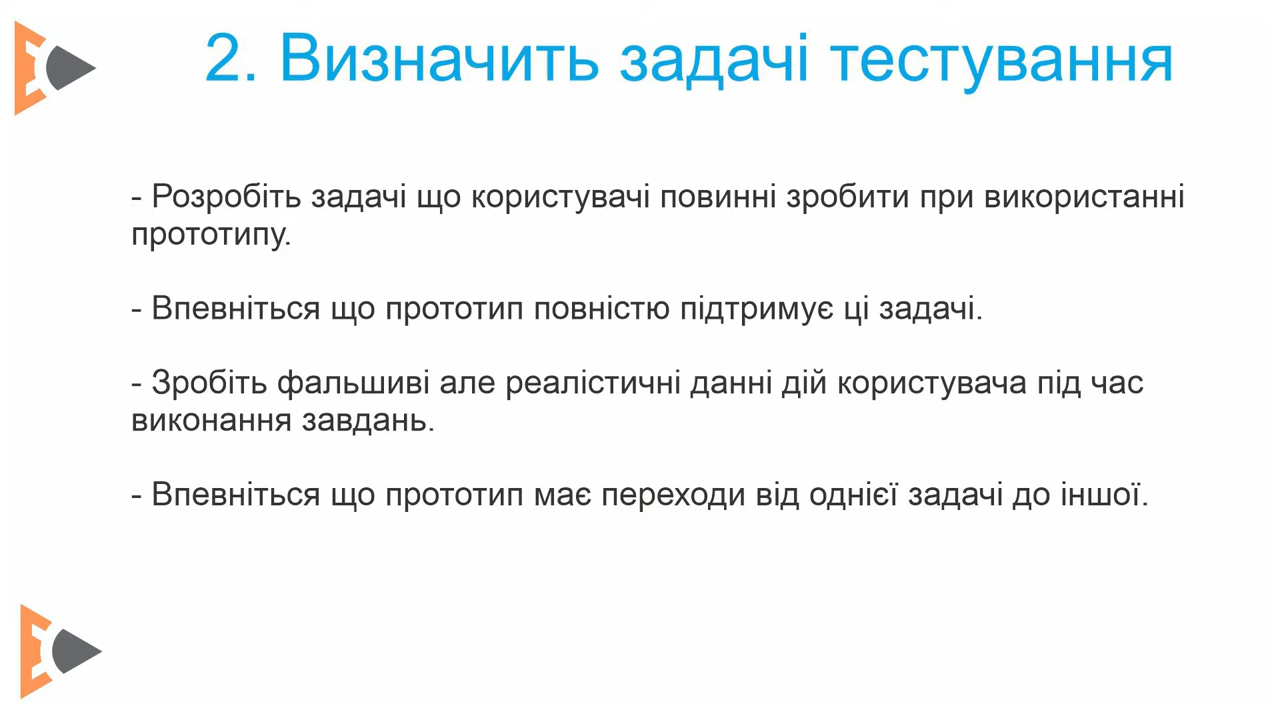 2. Визначить задачі тестування
- Розробіть задачі що користувачі повинні зробити при використанні
прототипу.
- Впевніться що прототип повністю підтримує ці задачі.
- Зробіть фальшиві але реалістичні данні дій користувача під час
виконання завдань.
- Впевніться що прототип має переходи від однієї задачі до іншої.